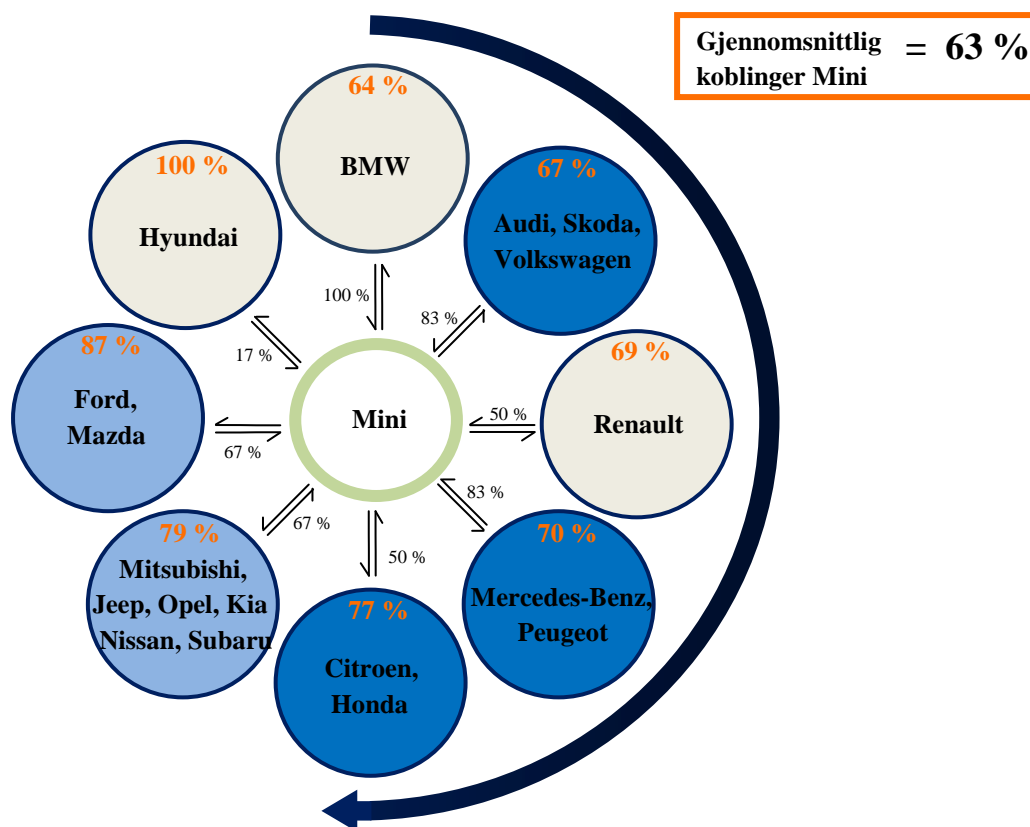 Gjennomsnittlig
koblinger Mini
= 63 %
64 %
BMW
100 %
Hyundai
67 %
Audi, Skoda,
Volkswagen
100 %
83 %
17 %
87 %
Ford,
Mazda
69 %
Renault
Mini
50 %
67 %
83 %
67 %
50 %
79 %
Mitsubishi,
Jeep, Opel, Kia
Nissan, Subaru
70 %
Mercedes-Benz,
Peugeot
77 %
Citroen,
Honda